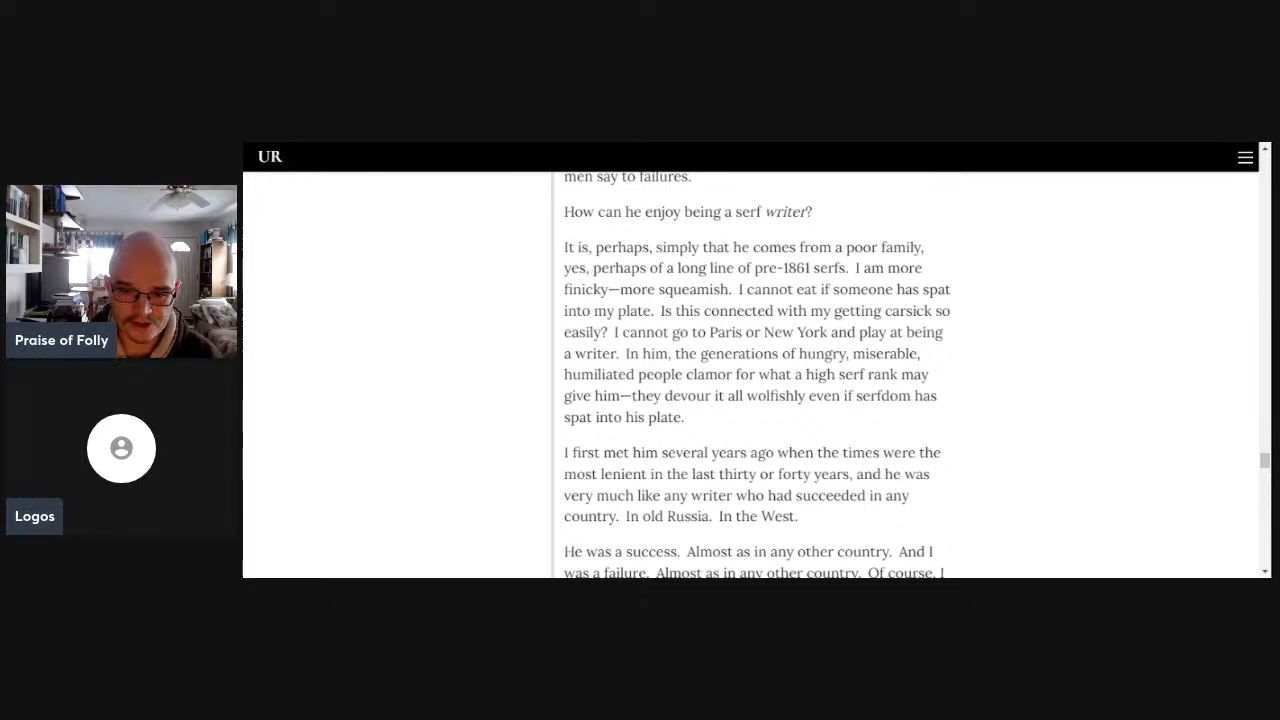 UR
men say to failures.
How can he enjoy being a serf writer?
It is, perhaps, simply that he comes from a poor family,
yes, perhaps of a long line of pre-1861 serfs. I am more
finicky—more squeamish. I cannot eat if someone has spat
into my plate. Is this connected with my getting carsick so
easily? I cannot go to Paris or New York and play at being
a writer. In him, the generations of hungry, miserable,
humiliated people clamor for what a high serf rank may
give him—they devour it all wolfishly even if serfdom has
spat into his plate.
I first met him several years ago when the times were the
most lenient in the last thirty or forty years, and he was
very much like any writer who had succeeded in any
country. In old Russia. In the West.
He was a success. Almost as in any other country. And I
was a failure. Almost as in any other country. Of course, I
Praise of Folly
Logos